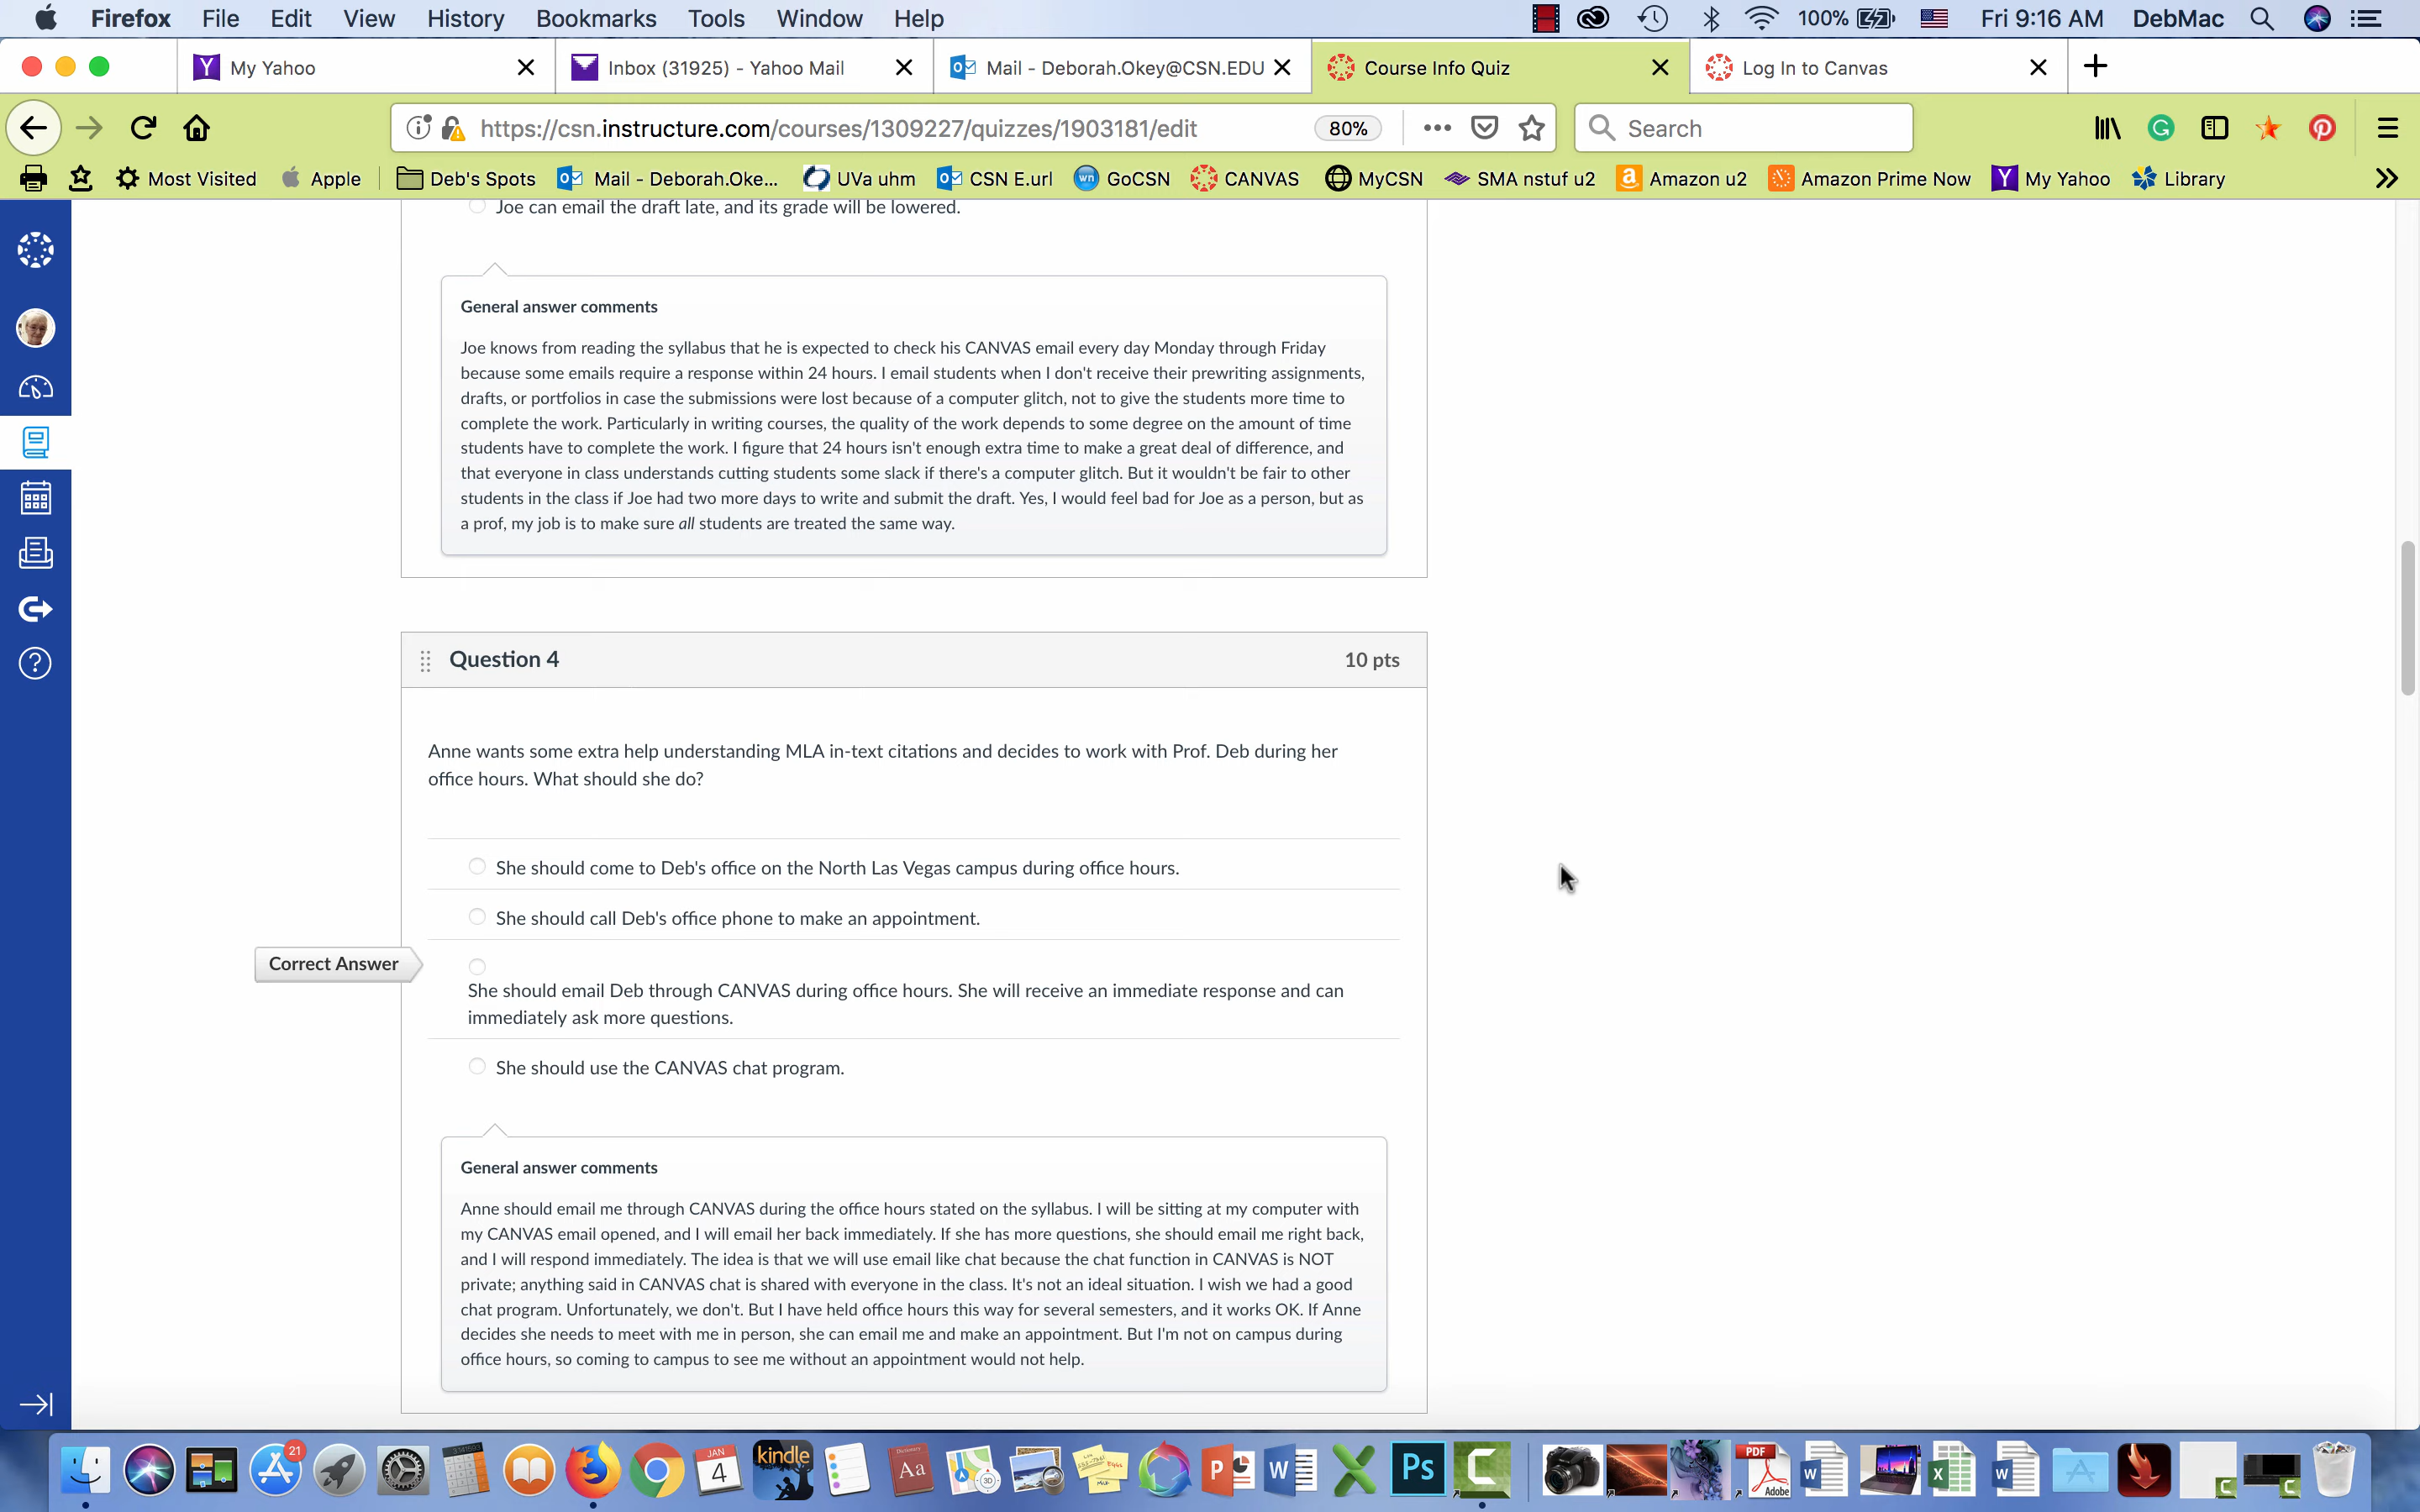 Firefox File Edit View History Bookmarks Tools Window Help 100% Fri 9:16 AM DebMac
My Yahoo Inbox (31925) - Yahoo Mail Mail - Deborah.Okey@CSN.EDU Course Info Quiz Log In to Canvas
https://csn.instructure.com/courses/1309227/quizzes/1903181/edit 80% Search
Most Visited Apple Deb's Spots Mail - Deborah.Oke... UVa uhm CSN E.url GoCSN CANVAS MyCSN SMA nstuf u2 Amazon u2 Amazon Prime Now My Yahoo Library
Joe can email the draft late, and its grade will be lowered.
General answer comments
Joe knows from reading the syllabus that he is expected to check his CANVAS email every day Monday through Friday
because some emails require a response within 24 hours. I email students when I don't receive their prewriting assignments,
drafts, or portfolios in case the submissions were lost because of a computer glitch, not to give the students more time to
complete the work. Particularly in writing courses, the quality of the work depends to some degree on the amount of time
students have to complete the work. I figure that 24 hours isn't enough extra time to make a great deal of difference, and
that everyone in class understands cutting students some slack if there's a computer glitch. But it wouldn't be fair to other
students in the class if Joe had two more days to write and submit the draft. Yes, I would feel bad for Joe as a person, but as
a prof, my job is to make sure all students are treated the same way.
Question 4 10 pts
Anne wants some extra help understanding MLA in-text citations and decides to work with Prof. Deb during her
office hours. What should she do?
She should come to Deb's office on the North Las Vegas campus during office hours.
She should call Deb's office phone to make an appointment.
Correct Answer
She should email Deb through CANVAS during office hours. She will receive an immediate response and can
immediately ask more questions.
She should use the CANVAS chat program.
General answer comments
Anne should email me through CANVAS during the office hours stated on the syllabus. I will be sitting at my computer with
my CANVAS email opened, and I will email her back immediately. If she has more questions, she should email me right back,
and I will respond immediately. The idea is that we will use email like chat because the chat function in CANVAS is NOT
private; anything said in CANVAS chat is shared with everyone in the class. It's not an ideal situation. I wish we had a good
chat program. Unfortunately, we don't. But I have held office hours this way for several semesters, and it works OK. If Anne
decides she needs to meet with me in person, she can email me and make an appointment. But I'm not on campus during
office hours, so coming to campus to see me without an appointment would not help.
21 JAN 4 kindle Aa 3D P W Ps C PDF Adobe W X W